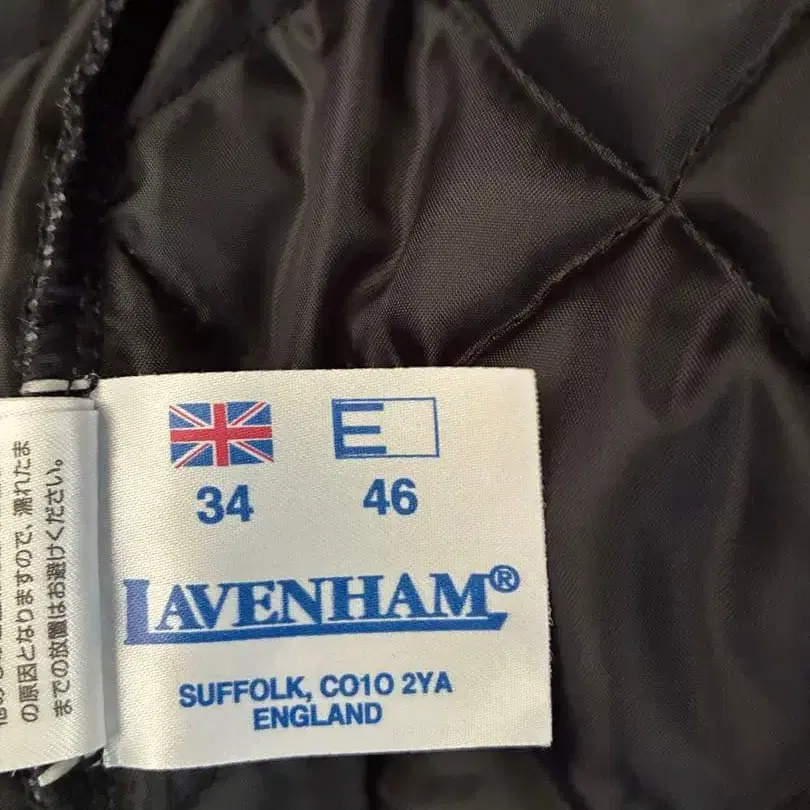 34
E
46
LAVENHAM®
SUFFOLK, CO10 2YA
ENGLAND
の原因となりますので、濡れたま
までの放置はお避けください。